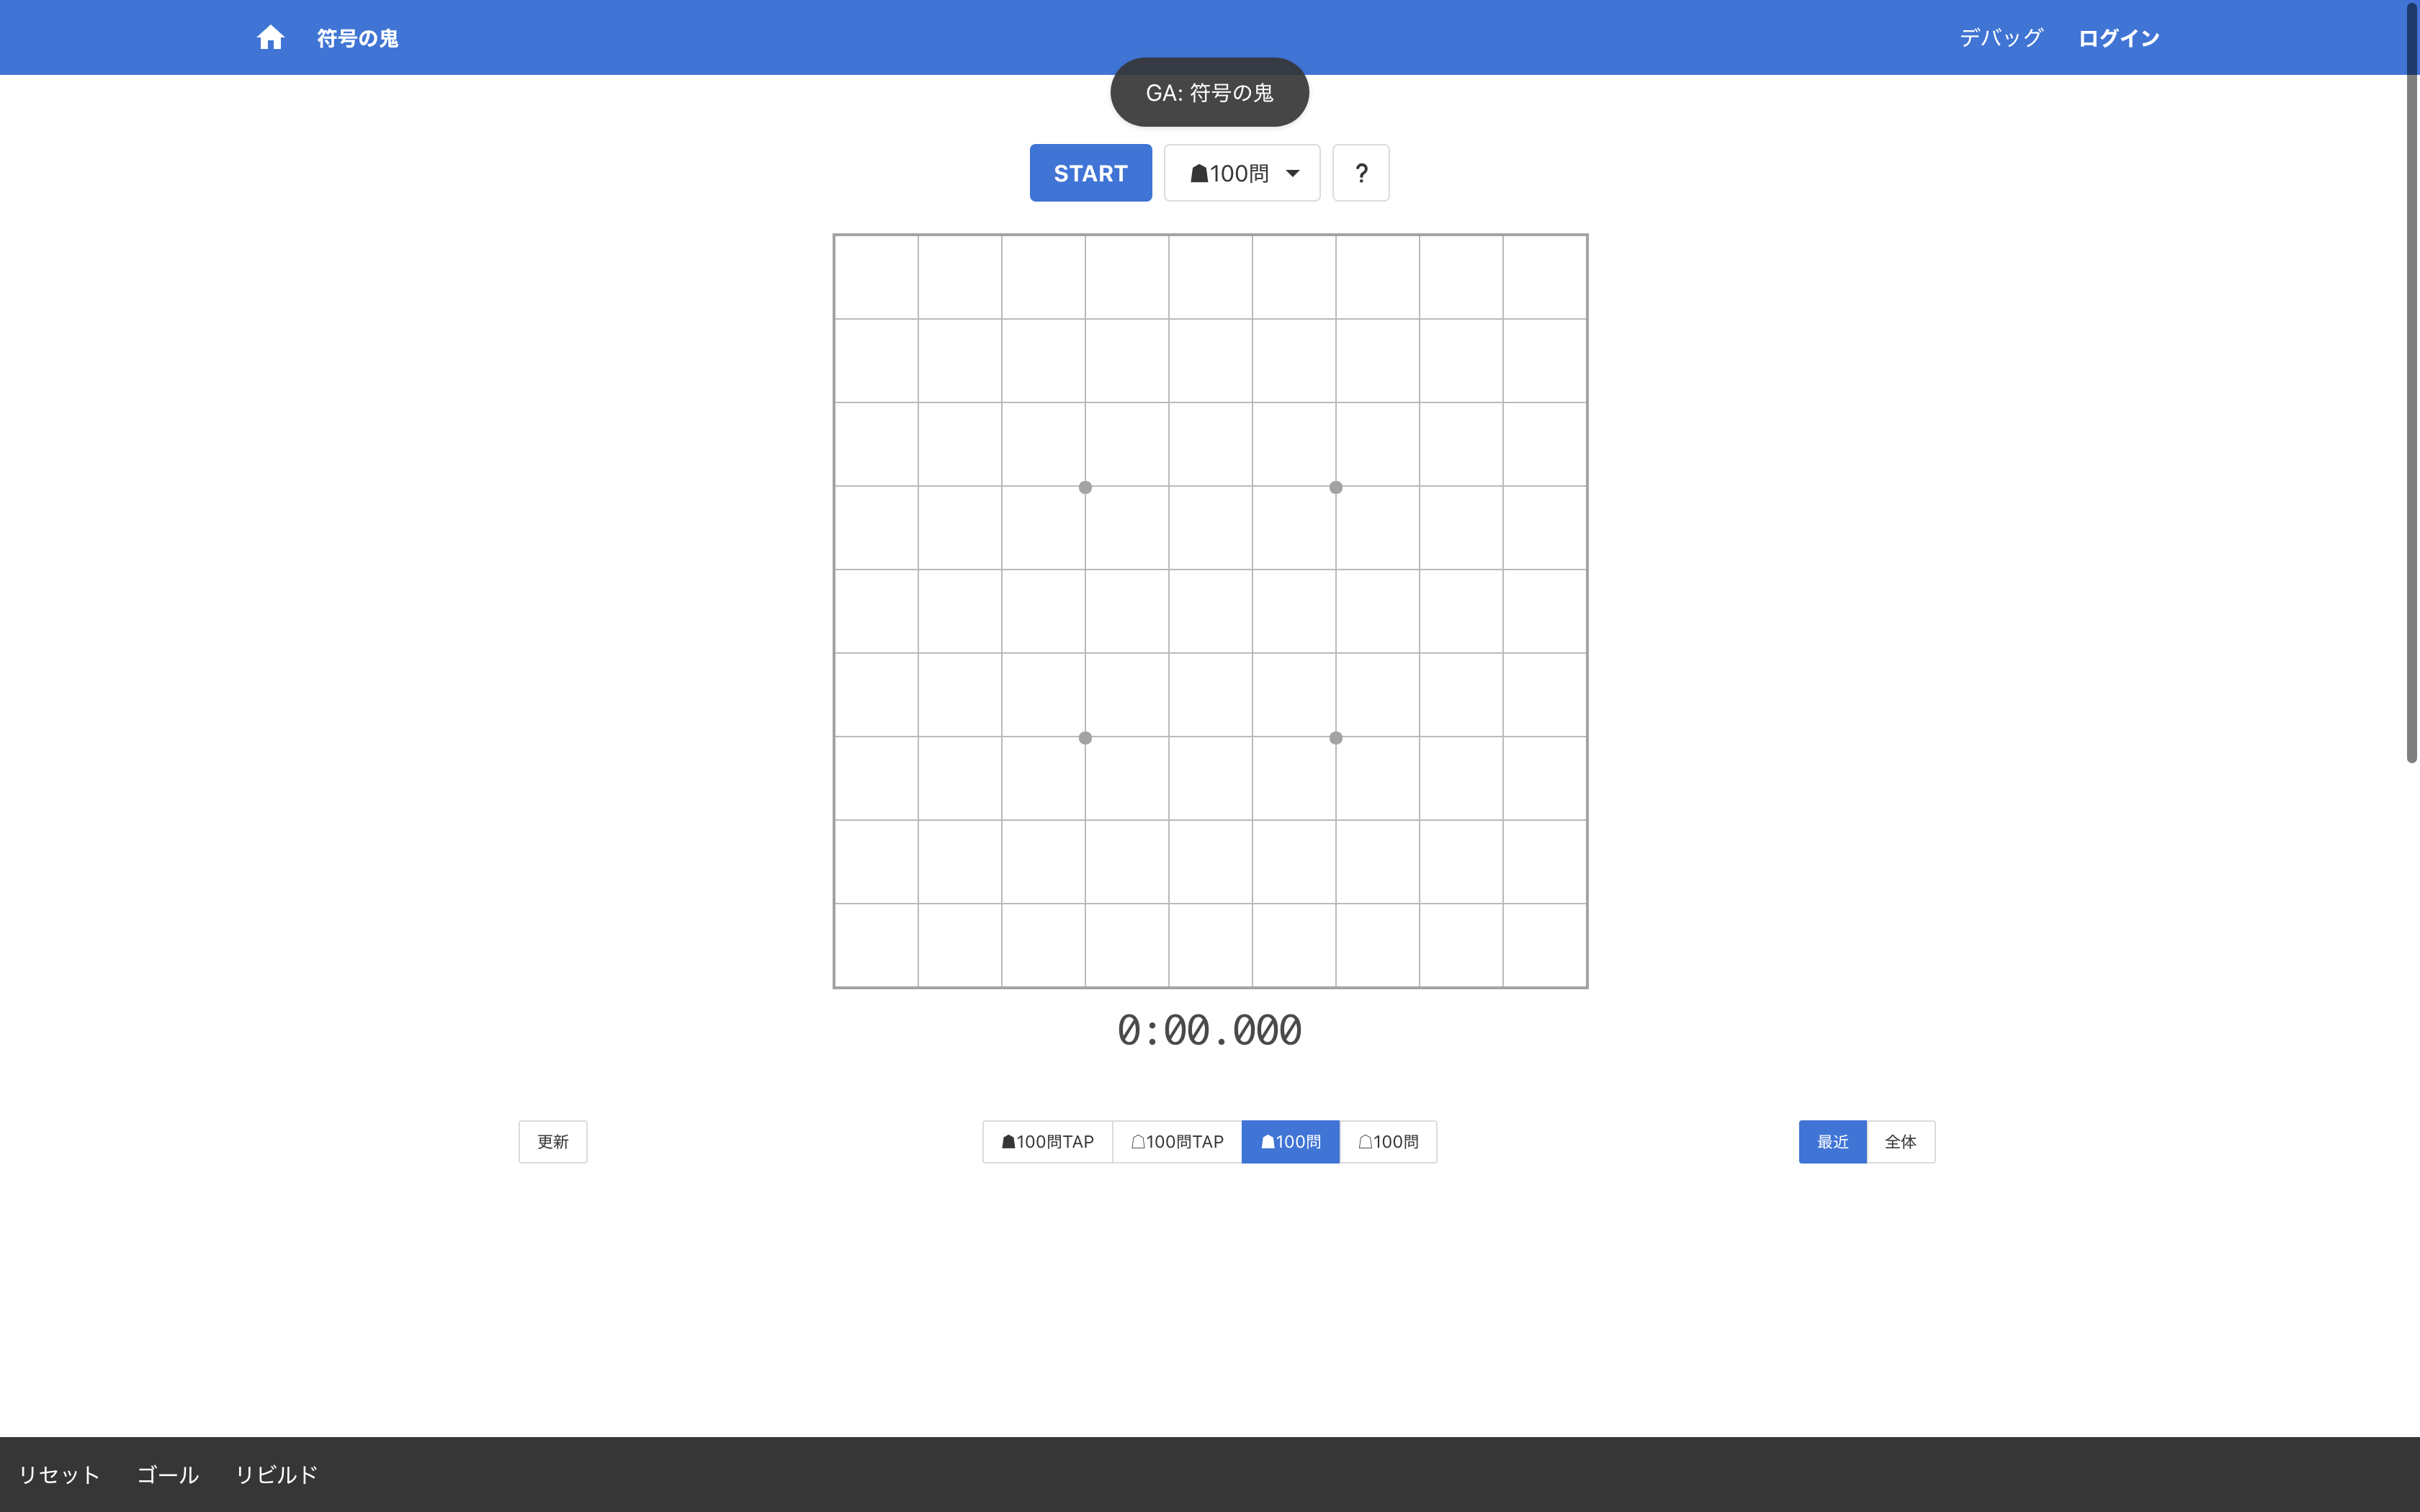 符号の鬼 デバッグ ログイン
GA: 符号の鬼
START ☗100問 ?
0:00.000
更新 ☗100問TAP ☖100問TAP ☗100問 ☖100問 最近 全体
リセット ゴール リビルド